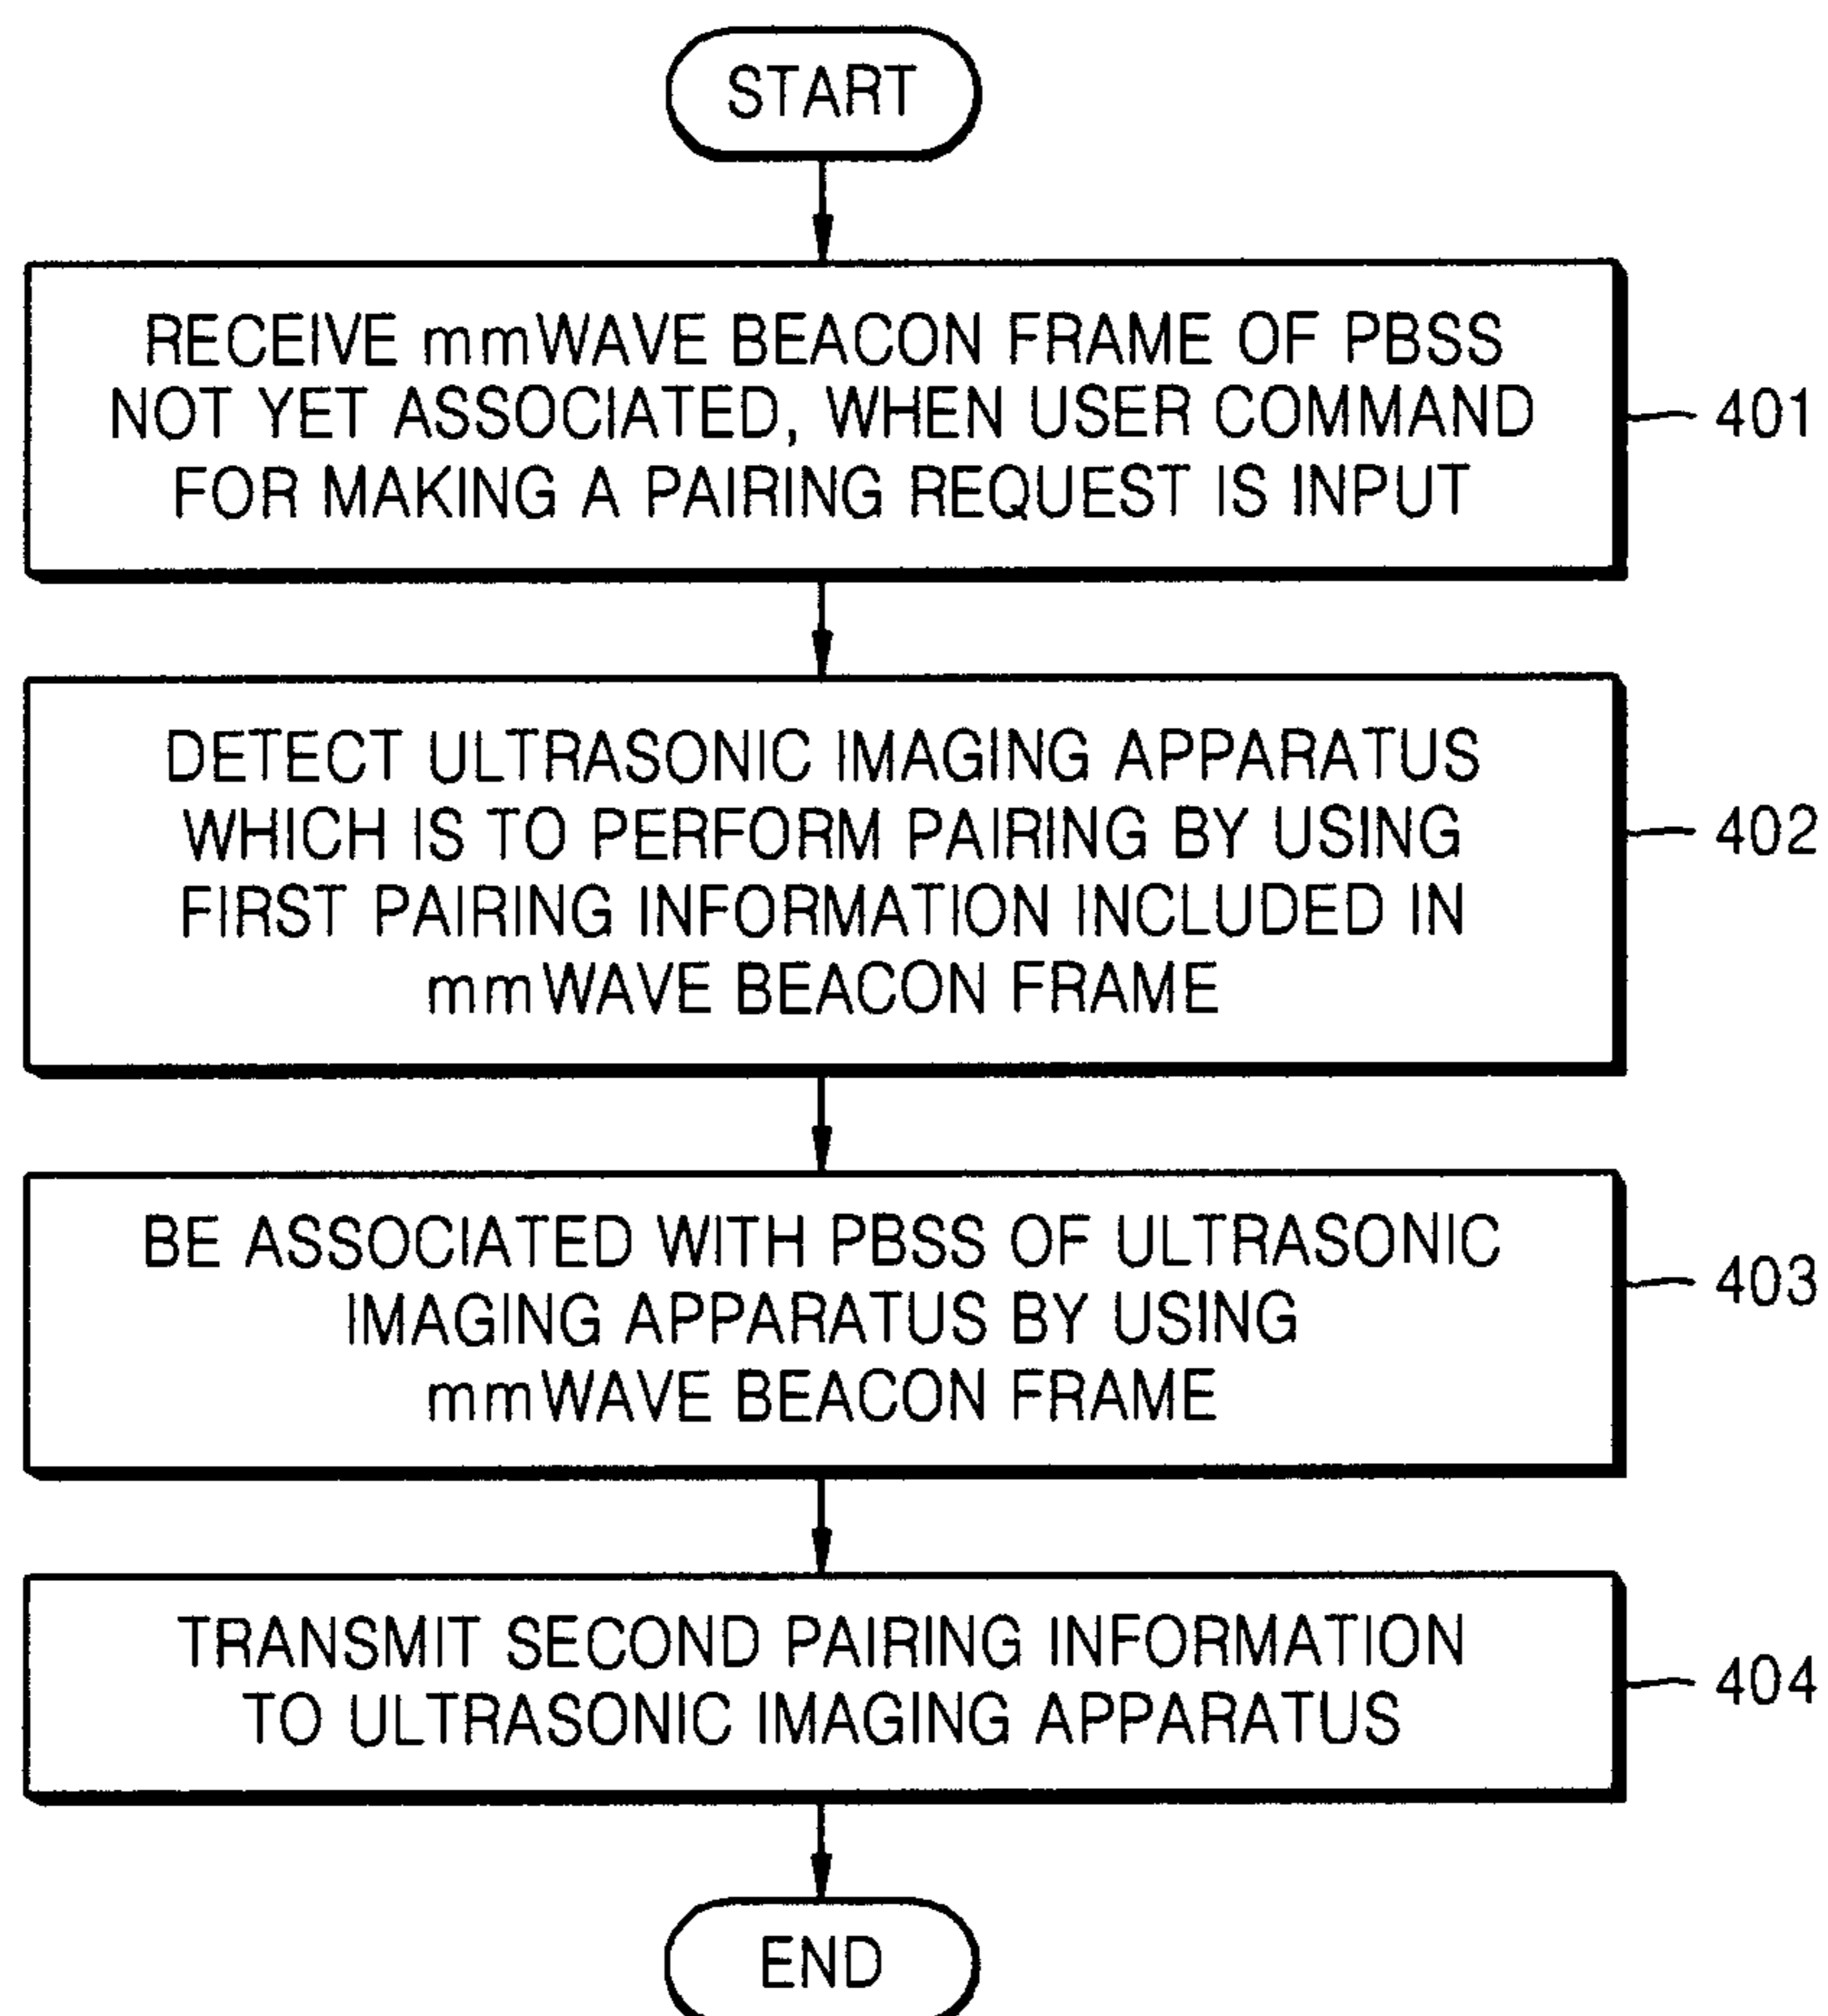 START
RECEIVE mmWAVE BEACON FRAME OF PBSS
NOT YET ASSOCIATED, WHEN USER COMMAND
FOR MAKING A PAIRING REQUEST IS INPUT
401
DETECT ULTRASONIC IMAGING APPARATUS
WHICH IS TO PERFORM PAIRING BY USING
FIRST PAIRING INFORMATION INCLUDED IN
mmWAVE BEACON FRAME
402
BE ASSOCIATED WITH PBSS OF ULTRASONIC
IMAGING APPARATUS BY USING
mmWAVE BEACON FRAME
403
TRANSMIT SECOND PAIRING INFORMATION
TO ULTRASONIC IMAGING APPARATUS
404
END